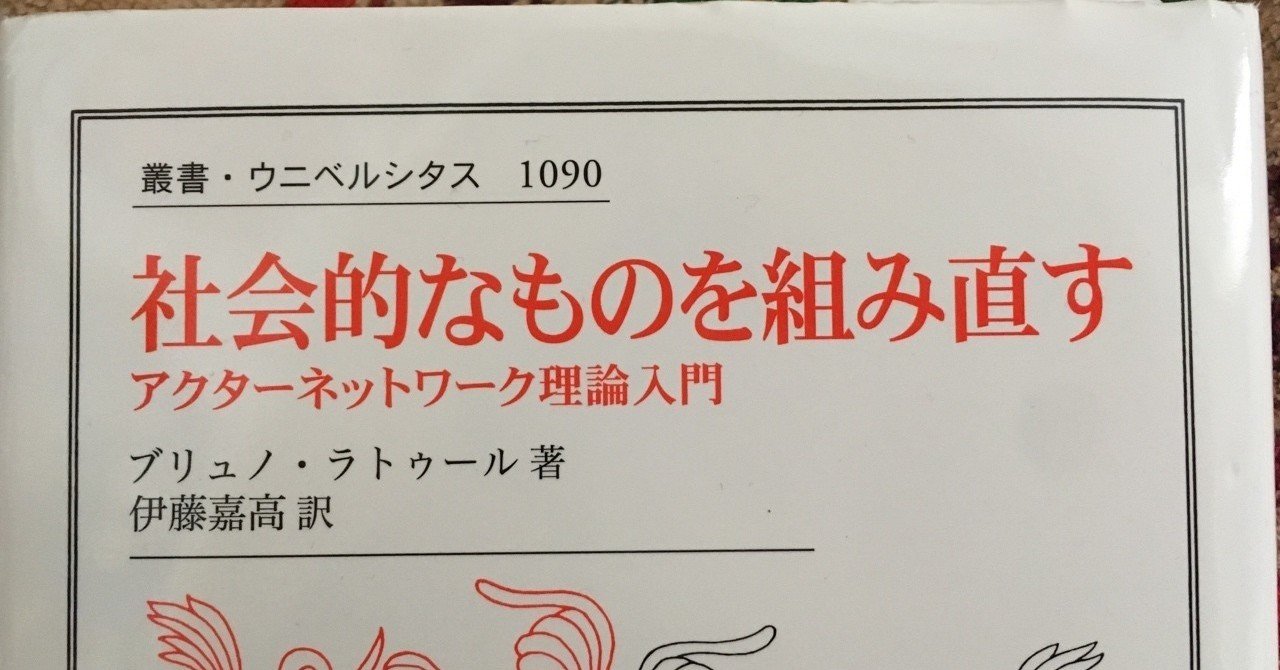 叢書・ウニベルシタス 1090
社会的なものを組み直す
アクターネットワーク理論入門
ブリュノ・ラトゥール 著
伊藤嘉高 訳